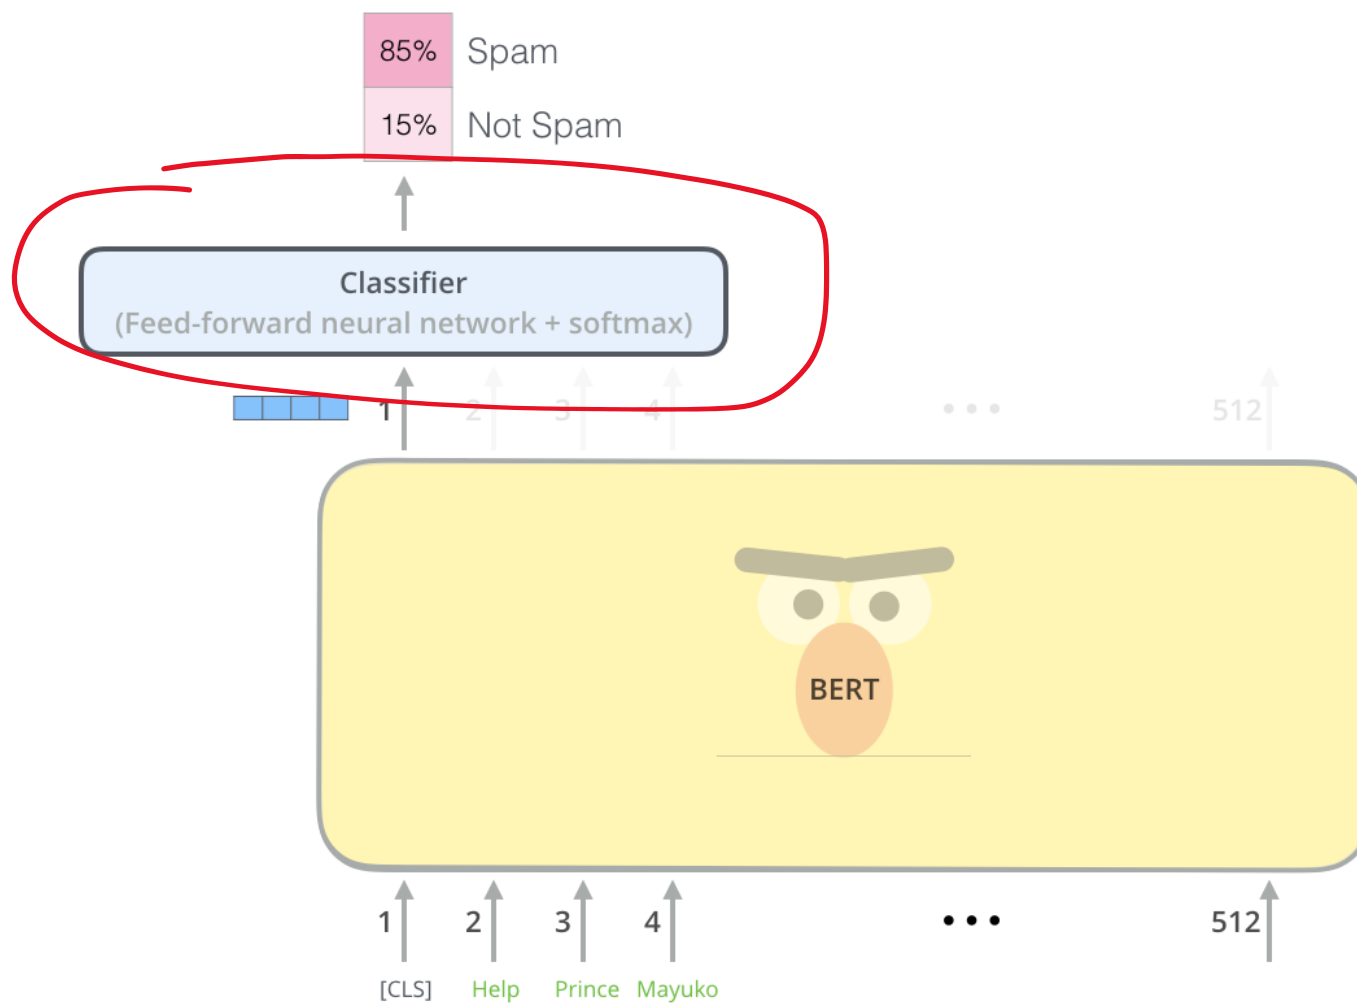 85% Spam
15% Not Spam
Classifier
(Feed-forward neural network + softmax)
1 2 3 4 ••• 512
BERT
1 2 3 4 ••• 512
[CLS] Help Prince Mayuko